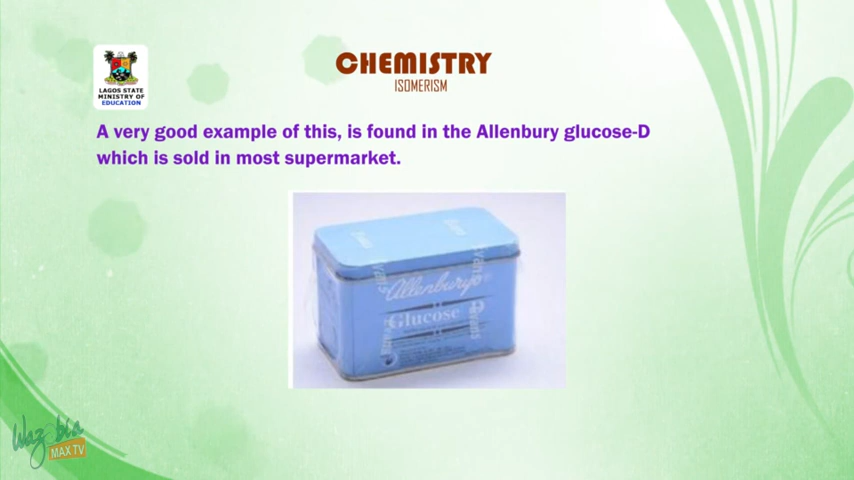 CHEMISTRY
ISOMERISM
LAGOS STATE
MINISTRY OF
EDUCATION
A very good example of this, is found in the Allenbury glucose-D
which is sold in most supermarket.
Allenburys
Glucose D
Wazobia
MAX TV